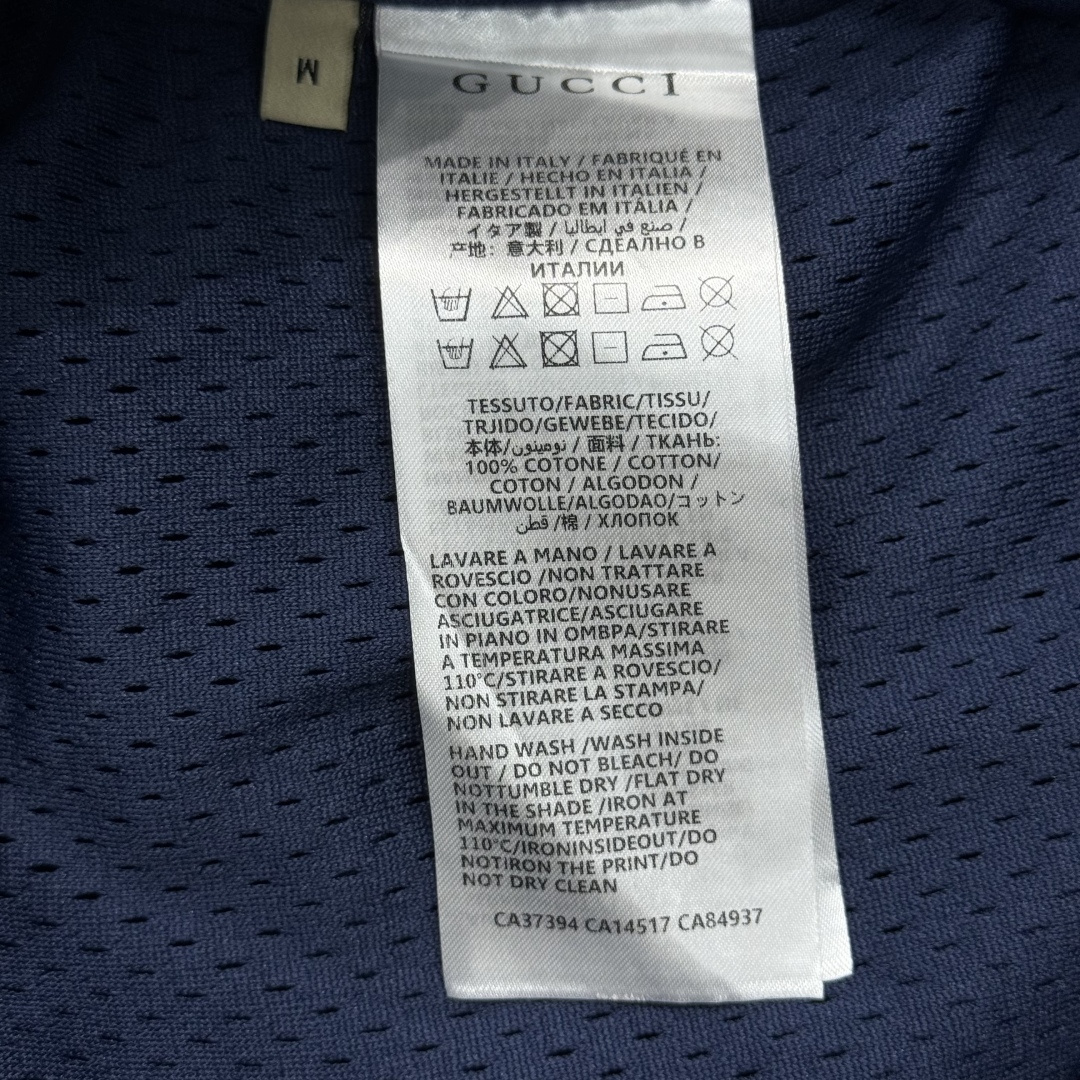 M
GUCCI
MADE IN ITALY / FABRIQUÉ EN
ITALIE / HECHO EN ITALIA /
HERGESTELLT IN ITALIEN /
FABRICADO EM ITÁLIA /
イタア製 / صنع في ايطاليا /
产地: 意大利 / СДЕАЛНО В
ИТАЛИИ
TESSUTO/FABRIC/TISSU/
TRJIDO/GEWEBE/TECIDO/
本体/نومينون / 面料 / ТКАНЬ:
100% COTONE / COTTON/
COTON / ALGODON /
BAUMWOLLE/ALGODAO/コットン
قطن /棉 / ХЛОПОК
LAVARE A MANO / LAVARE A
ROVESCIO /NON TRATTARE
CON COLORO/NONUSARE
ASCIUGATRICE/ASCIUGARE
IN PIANO IN OMBPA/STIRARE
A TEMPERATURA MASSIMA
110°C/STIRARE A ROVESCIO/
NON STIRARE LA STAMPA/
NON LAVARE A SECCO
HAND WASH /WASH INSIDE
OUT / DO NOT BLEACH/ DO
NOTTUMBLE DRY /FLAT DRY
IN THE SHADE /IRON AT
MAXIMUM TEMPERATURE
110°C/IRONINSIDEOUT/DO
NOTIRON THE PRINT/DO
NOT DRY CLEAN
CA37394 CA14517 CA84937